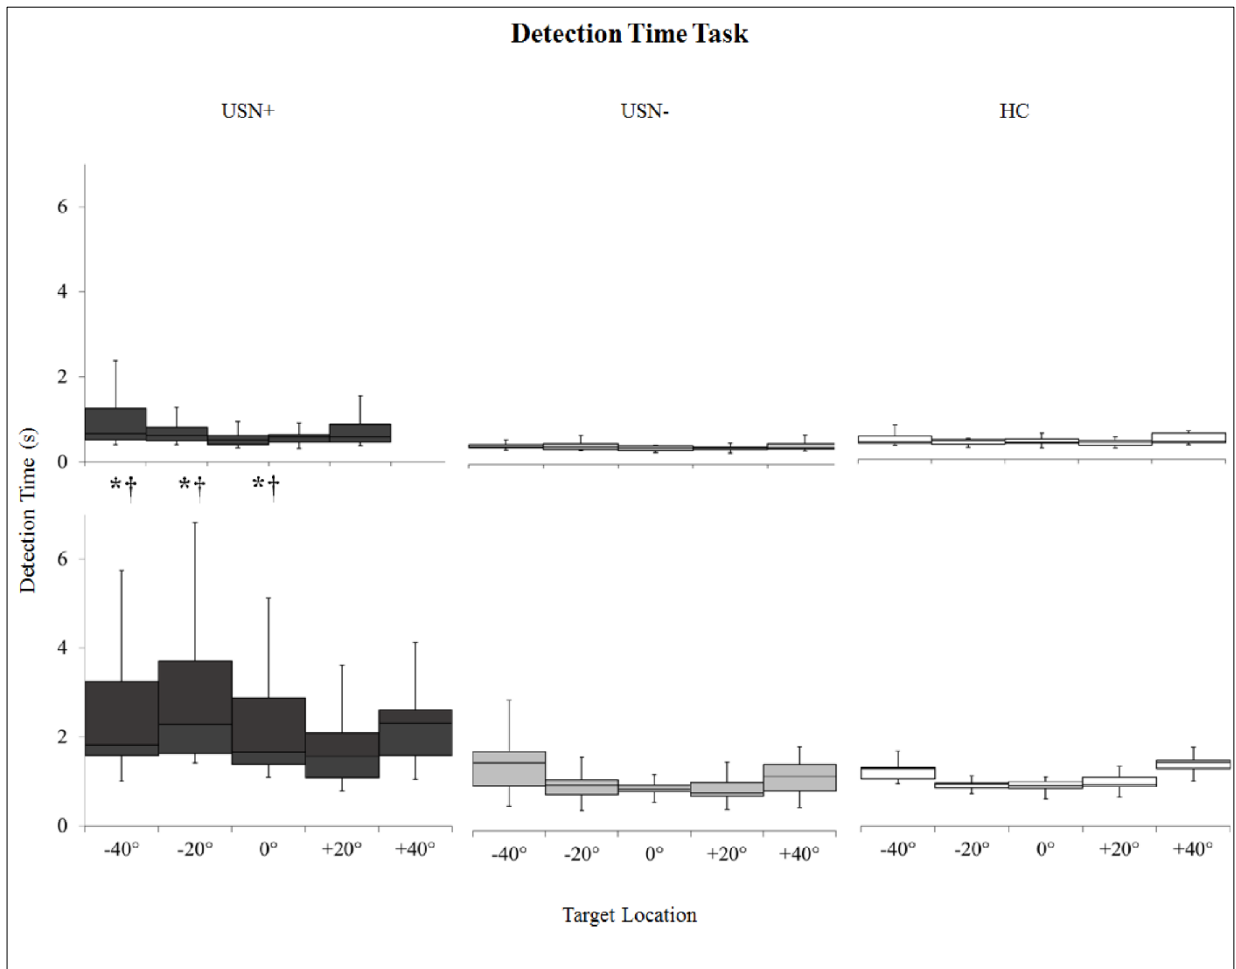 Detection Time Task
USN+ USN- HC
6
4
2
0
*† *† *†
Detection Time (s)
6
4
2
0
-40° -20° 0° +20° +40° -40° -20° 0° +20° +40° -40° -20° 0° +20° +40°
Target Location